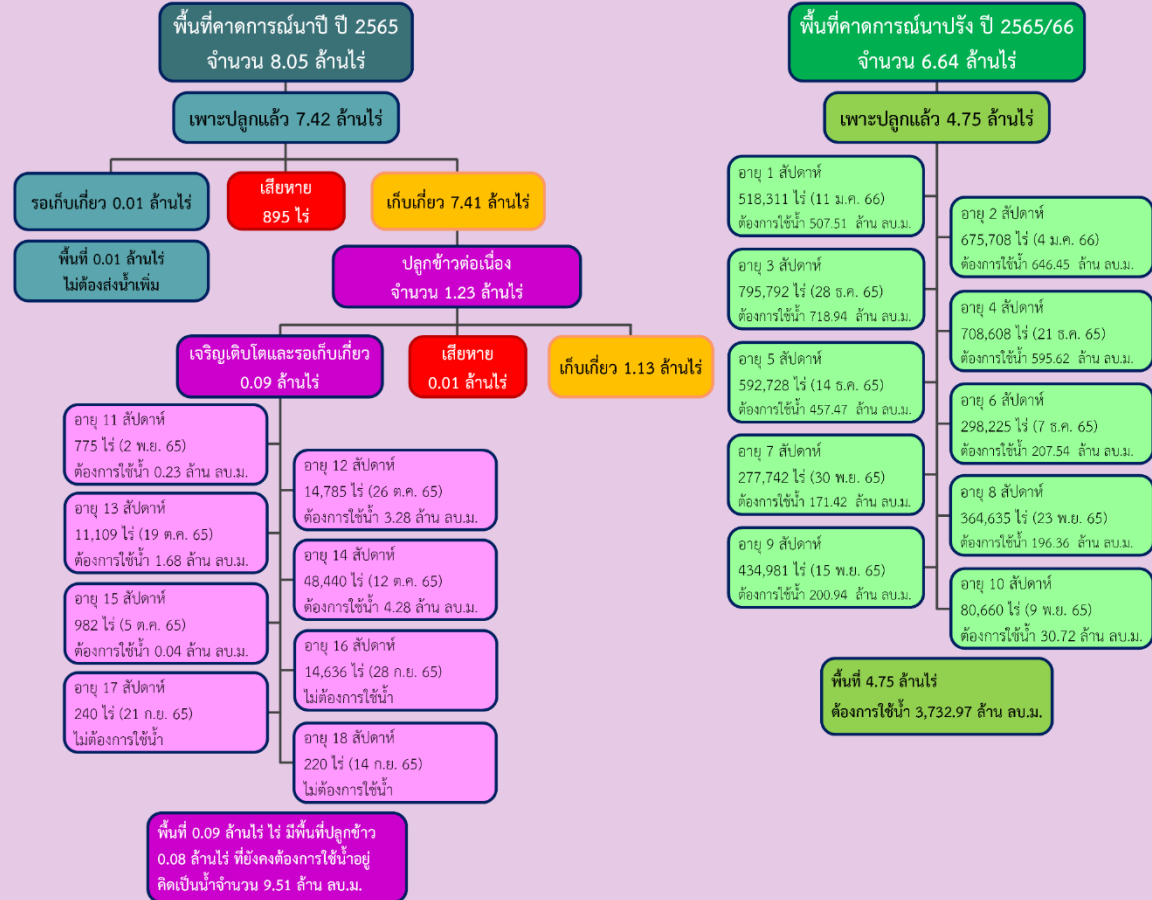 พื้นที่คาดการณ์นาปี ปี 2565
จำนวน 8.05 ล้านไร่
เพาะปลูกแล้ว 7.42 ล้านไร่
รอเก็บเกี่ยว 0.01 ล้านไร่
เสียหาย
895 ไร่
เก็บเกี่ยว 7.41 ล้านไร่
พื้นที่ 0.01 ล้านไร่
ไม่ต้องส่งน้ำเพิ่ม
ปลูกข้าวต่อเนื่อง
จำนวน 1.23 ล้านไร่
เจริญเติบโตและรอเก็บเกี่ยว
0.09 ล้านไร่
เสียหาย
0.01 ล้านไร่
เก็บเกี่ยว 1.13 ล้านไร่
อายุ 11 สัปดาห์
775 ไร่ (2 พ.ย. 65)
ต้องการใช้น้ำ 0.23 ล้าน ลบ.ม.
อายุ 12 สัปดาห์
14,785 ไร่ (26 ต.ค. 65)
ต้องการใช้น้ำ 3.28 ล้าน ลบ.ม.
อายุ 13 สัปดาห์
11,109 ไร่ (19 ต.ค. 65)
ต้องการใช้น้ำ 1.68 ล้าน ลบ.ม.
อายุ 14 สัปดาห์
48,440 ไร่ (12 ต.ค. 65)
ต้องการใช้น้ำ 4.28 ล้าน ลบ.ม.
อายุ 15 สัปดาห์
982 ไร่ (5 ต.ค. 65)
ต้องการใช้น้ำ 0.04 ล้าน ลบ.ม.
อายุ 16 สัปดาห์
14,636 ไร่ (28 ก.ย. 65)
ไม่ต้องการใช้น้ำ
อายุ 17 สัปดาห์
240 ไร่ (21 ก.ย. 65)
ไม่ต้องการใช้น้ำ
อายุ 18 สัปดาห์
220 ไร่ (14 ก.ย. 65)
ไม่ต้องการใช้น้ำ
พื้นที่ 0.09 ล้านไร่ ไร่ มีพื้นที่ปลูกข้าว
0.08 ล้านไร่ ที่ยังคงต้องการใช้น้ำอยู่
คิดเป็นน้ำจำนวน 9.51 ล้าน ลบ.ม.
พื้นที่คาดการณ์นาปรัง ปี 2565/66
จำนวน 6.64 ล้านไร่
เพาะปลูกแล้ว 4.75 ล้านไร่
อายุ 1 สัปดาห์
518,311 ไร่ (11 ม.ค. 66)
ต้องการใช้น้ำ 507.51 ล้าน ลบ.ม.
อายุ 2 สัปดาห์
675,708 ไร่ (4 ม.ค. 66)
ต้องการใช้น้ำ 646.45 ล้าน ลบ.ม.
อายุ 3 สัปดาห์
795,792 ไร่ (28 ธ.ค. 65)
ต้องการใช้น้ำ 718.94 ล้าน ลบ.ม.
อายุ 4 สัปดาห์
708,608 ไร่ (21 ธ.ค. 65)
ต้องการใช้น้ำ 595.62 ล้าน ลบ.ม.
อายุ 5 สัปดาห์
592,728 ไร่ (14 ธ.ค. 65)
ต้องการใช้น้ำ 457.47 ล้าน ลบ.ม.
อายุ 6 สัปดาห์
298,225 ไร่ (7 ธ.ค. 65)
ต้องการใช้น้ำ 207.54 ล้าน ลบ.ม.
อายุ 7 สัปดาห์
277,742 ไร่ (30 พ.ย. 65)
ต้องการใช้น้ำ 171.42 ล้าน ลบ.ม.
อายุ 8 สัปดาห์
364,635 ไร่ (23 พ.ย. 65)
ต้องการใช้น้ำ 196.36 ล้าน ลบ.ม.
อายุ 9 สัปดาห์
434,981 ไร่ (15 พ.ย. 65)
ต้องการใช้น้ำ 200.94 ล้าน ลบ.ม.
อายุ 10 สัปดาห์
80,660 ไร่ (9 พ.ย. 65)
ต้องการใช้น้ำ 30.72 ล้าน ลบ.ม.
พื้นที่ 4.75 ล้านไร่
ต้องการใช้น้ำ 3,732.97 ล้าน ลบ.ม.